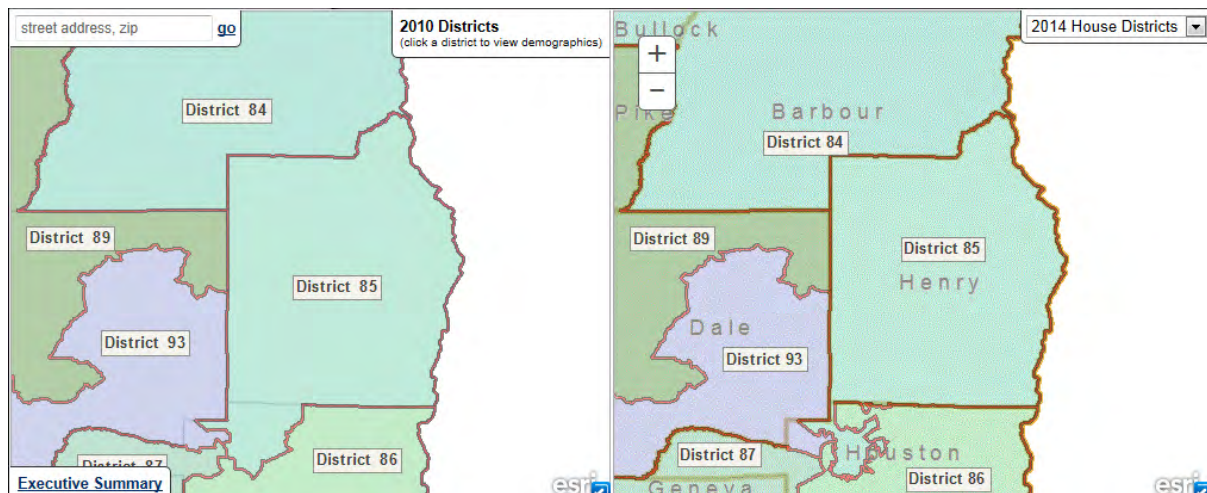 street address, zip
go
2010 Districts
(click a district to view demographics)
District 84
District 89
District 85
District 93
District 87
District 86
Executive Summary
esri
2014 House Districts
Bullock
+
−
Pike
Barbour
District 84
District 89
District 85
Henry
Dale
District 93
District 87
Houston
District 86
Geneva
esri